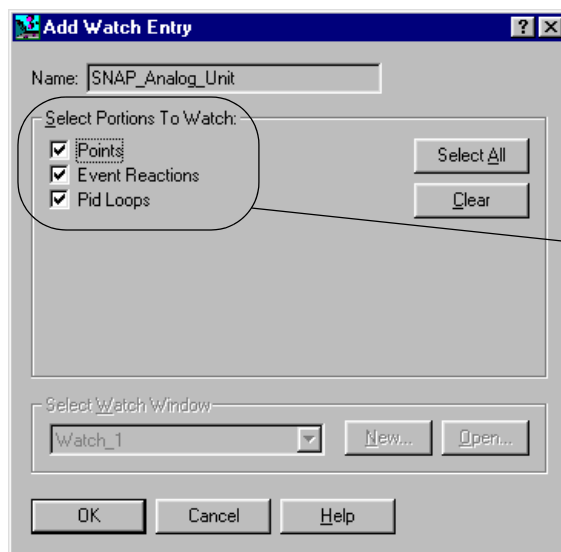 Add Watch Entry
Name: SNAP_Analog_Unit
Select Portions To Watch:
Points
Event Reactions
Pid Loops
Select All
Clear
Select Watch Window
Watch_1
New...
Open...
OK
Cancel
Help